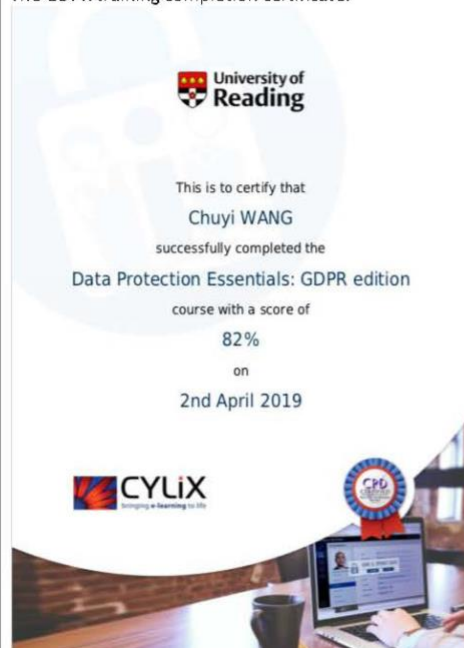 University of
Reading
This is to certify that
Chuyi WANG
successfully completed the
Data Protection Essentials: GDPR edition
course with a score of
82%
on
2nd April 2019
CYLiX
bringing e-learning to life
CPD